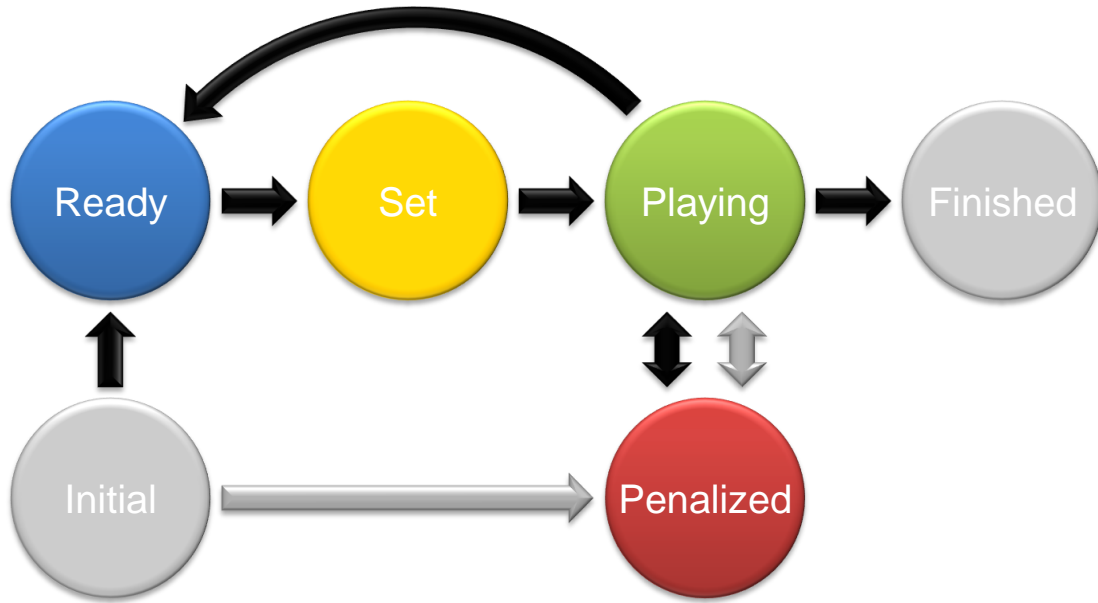 Ready
Set
Playing
Finished
Initial
Penalized